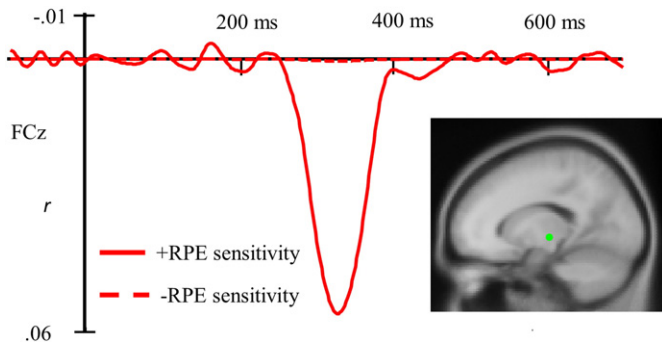 -.01
200 ms
400 ms
600 ms
FCz
r
+RPE sensitivity
-RPE sensitivity
.06